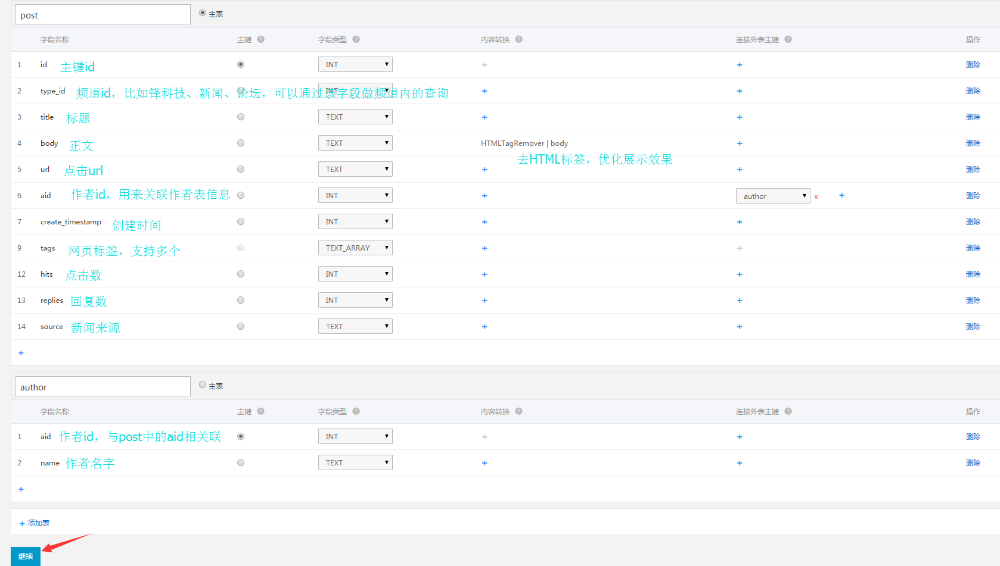 post 主表
字段名称 主键 字段类型 内容转换 连接外表主键 操作
1 id 主键id INT + + 删除
2 type_id 频道id，比如锋科技、新闻、论坛，可以通过该字段做频道内的查询 INT + + 删除
3 title 标题 TEXT + + 删除
4 body 正文 TEXT HTMLTagRemover | body + 删除
去HTML标签，优化展示效果
5 url 点击url TEXT + + 删除
6 aid 作者id，用来关联作者表信息 INT + author x + 删除
7 create_timestamp 创建时间 INT + + 删除
9 tags 网页标签，支持多个 TEXT_ARRAY + + 删除
12 hits 点击数 INT + + 删除
13 replies 回复数 INT + + 删除
14 source 新闻来源 TEXT + + 删除
+
author 主表
字段名称 主键 字段类型 内容转换 连接外表主键 操作
1 aid 作者id，与post中的aid相关联 INT + + 删除
2 name 作者名字 TEXT + + 删除
+
+ 添加表
继续